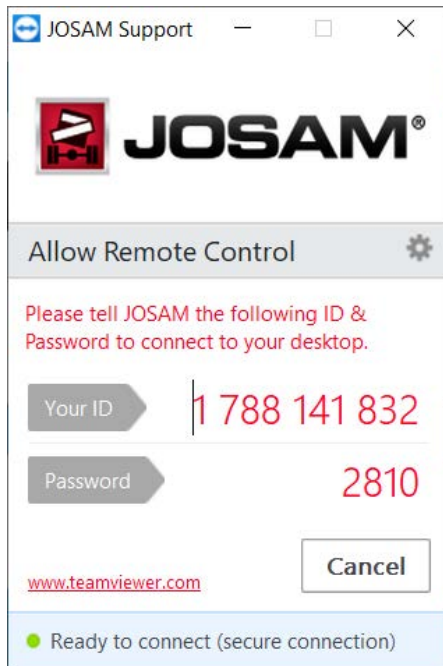 JOSAM Support
JOSAM®
Allow Remote Control
Please tell JOSAM the following ID &
Password to connect to your desktop.
Your ID 1 788 141 832
Password 2810
Cancel
www.teamviewer.com
Ready to connect (secure connection)